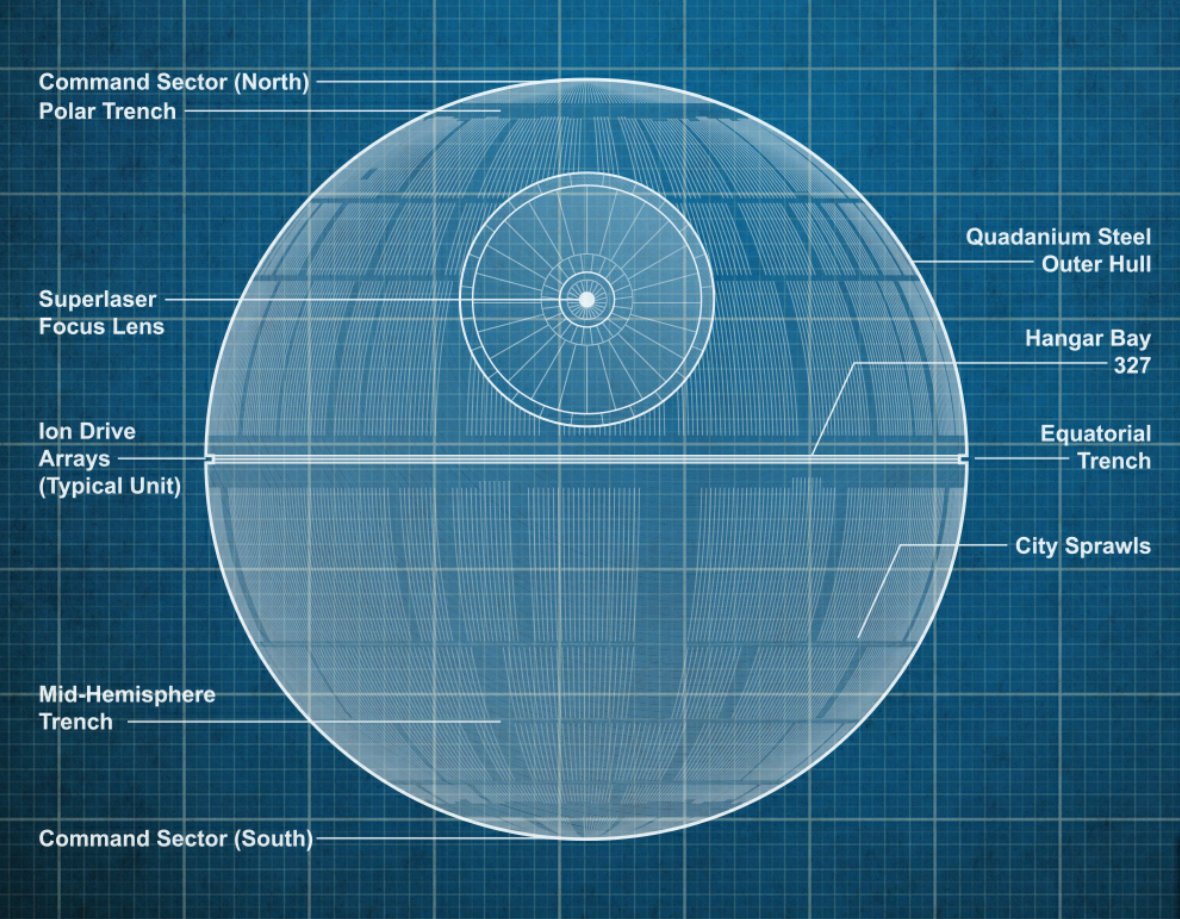 Command Sector (North)
Polar Trench
Superlaser
Focus Lens
Ion Drive
Arrays
(Typical Unit)
Mid-Hemisphere
Trench
Command Sector (South)
Quadanium Steel
Outer Hull
Hangar Bay
327
Equatorial
Trench
City Sprawls